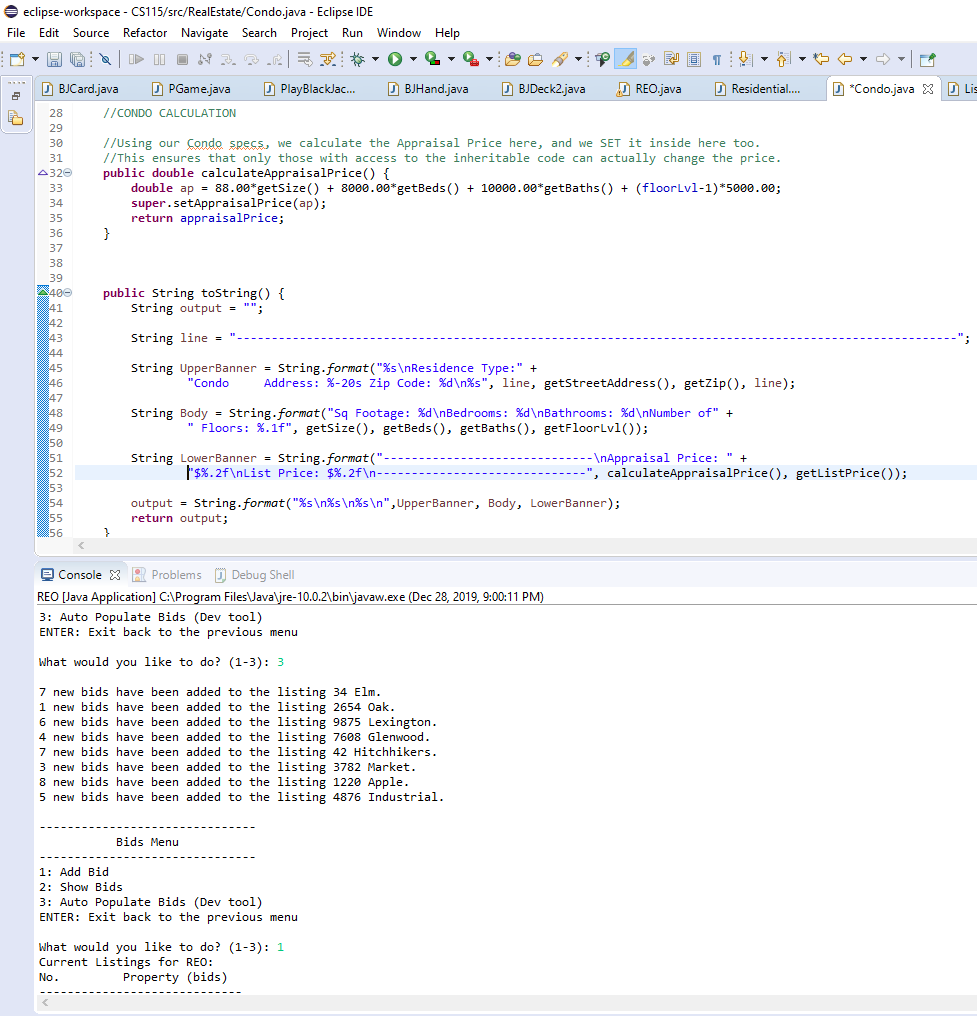 eclipse-workspace - CS115/src/RealEstate/Condo.java - Eclipse IDE
File Edit Source Refactor Navigate Search Project Run Window Help
BJCard.java PGame.java PlayBlackJac... BJHand.java BJDeck2.java REO.java Residential.... *Condo.java Lis
28 //CONDO CALCULATION
29
30 //Using our Condo specs, we calculate the Appraisal Price here, and we SET it inside here too.
31 //This ensures that only those with access to the inheritable code can actually change the price.
32 public double calculateAppraisalPrice() {
33 double ap = 88.00*getSize() + 8000.00*getBeds() + 10000.00*getBaths() + (floorLvl-1)*5000.00;
34 super.setAppraisalPrice(ap);
35 return appraisalPrice;
36 }
37
38
39
40 public String toString() {
41 String output = "";
42
43 String line = "-------------------------------------------------------------------------------------------------------";
44
45 String UpperBanner = String.format("%s\nResidence Type:" +
46 "Condo     Address: %-20s Zip Code: %d\n%s", line, getStreetAddress(), getZip(), line);
47
48 String Body = String.format("Sq Footage: %d\nBedrooms: %d\nBathrooms: %d\nNumber of" +
49 " Floors: %.1f", getSize(), getBeds(), getBaths(), getFloorLvl());
50
51 String LowerBanner = String.format("------------------------------\nAppraisal Price: " +
52 "$%.2f\nList Price: $%.2f\n------------------------------", calculateAppraisalPrice(), getListPrice());
53
54 output = String.format("%s\n%s\n%s\n",UpperBanner, Body, LowerBanner);
55 return output;
56 }
Console Problems Debug Shell
REO [Java Application] C:\Program Files\Java\jre-10.0.2\bin\javaw.exe (Dec 28, 2019, 9:00:11 PM)
3: Auto Populate Bids (Dev tool)
ENTER: Exit back to the previous menu
What would you like to do? (1-3): 3
7 new bids have been added to the listing 34 Elm.
1 new bids have been added to the listing 2654 Oak.
6 new bids have been added to the listing 9875 Lexington.
4 new bids have been added to the listing 7608 Glenwood.
7 new bids have been added to the listing 42 Hitchhikers.
3 new bids have been added to the listing 3782 Market.
8 new bids have been added to the listing 1220 Apple.
5 new bids have been added to the listing 4876 Industrial.
-------------------------------
Bids Menu
-------------------------------
1: Add Bid
2: Show Bids
3: Auto Populate Bids (Dev tool)
ENTER: Exit back to the previous menu
What would you like to do? (1-3): 1
Current Listings for REO:
No. Property (bids)
-----------------------------